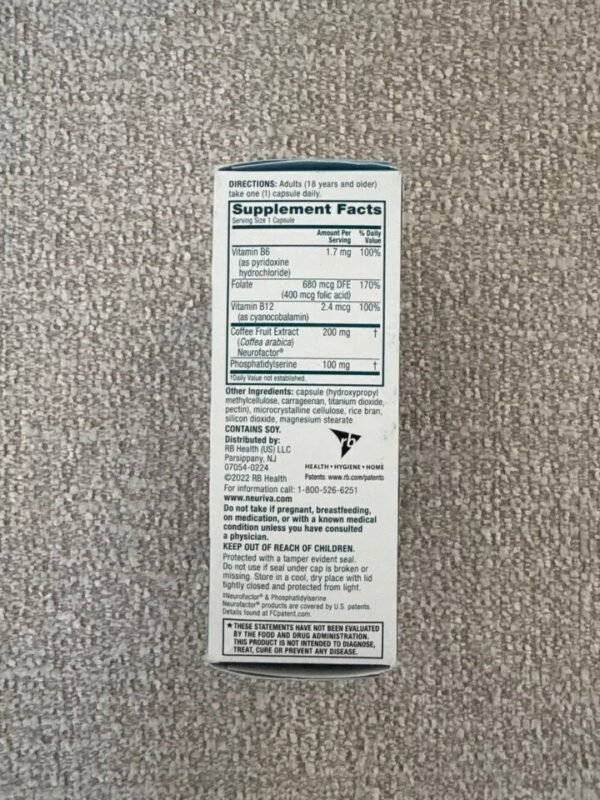 DIRECTIONS: Adults (18 years and older)
take one (1) capsule daily.
Supplement Facts
Serving Size 1 Capsule
Amount Per Serving % Daily Value
Vitamin B6 1.7 mg 100%
(as pyridoxine
hydrochloride)
Folate 680 mcg DFE 170%
(400 mcg folic acid)
Vitamin B12 2.4 mcg 100%
(as cyanocobalamin)
Coffee Fruit Extract 200 mg †
(Coffea arabica)
Neurofactor®
Phosphatidylserine 100 mg †
†Daily Value not established.
Other Ingredients: capsule (hydroxypropyl
methylcellulose, carrageenan, titanium dioxide,
pectin), microcrystalline cellulose, rice bran,
silicon dioxide, magnesium stearate
CONTAINS SOY.
Distributed by:
RB Health (US) LLC
Parsippany, NJ
07054-0224
©2022 RB Health
rb
HEALTH • HYGIENE • HOME
Patents: www.rb.com/patents
For information call: 1-800-526-6251
www.neuriva.com
Do not take if pregnant, breastfeeding,
on medication, or with a known medical
condition unless you have consulted
a physician.
KEEP OUT OF REACH OF CHILDREN.
Protected with a tamper evident seal.
Do not use if seal under cap is broken or
missing. Store in a cool, dry place with lid
tightly closed and protected from light.
‡Neurofactor® & Phosphatidylserine
Neurofactor® products are covered by U.S. patents.
Details found at FCpatent.com.
★THESE STATEMENTS HAVE NOT BEEN EVALUATED
BY THE FOOD AND DRUG ADMINISTRATION.
THIS PRODUCT IS NOT INTENDED TO DIAGNOSE,
TREAT, CURE OR PREVENT ANY DISEASE.